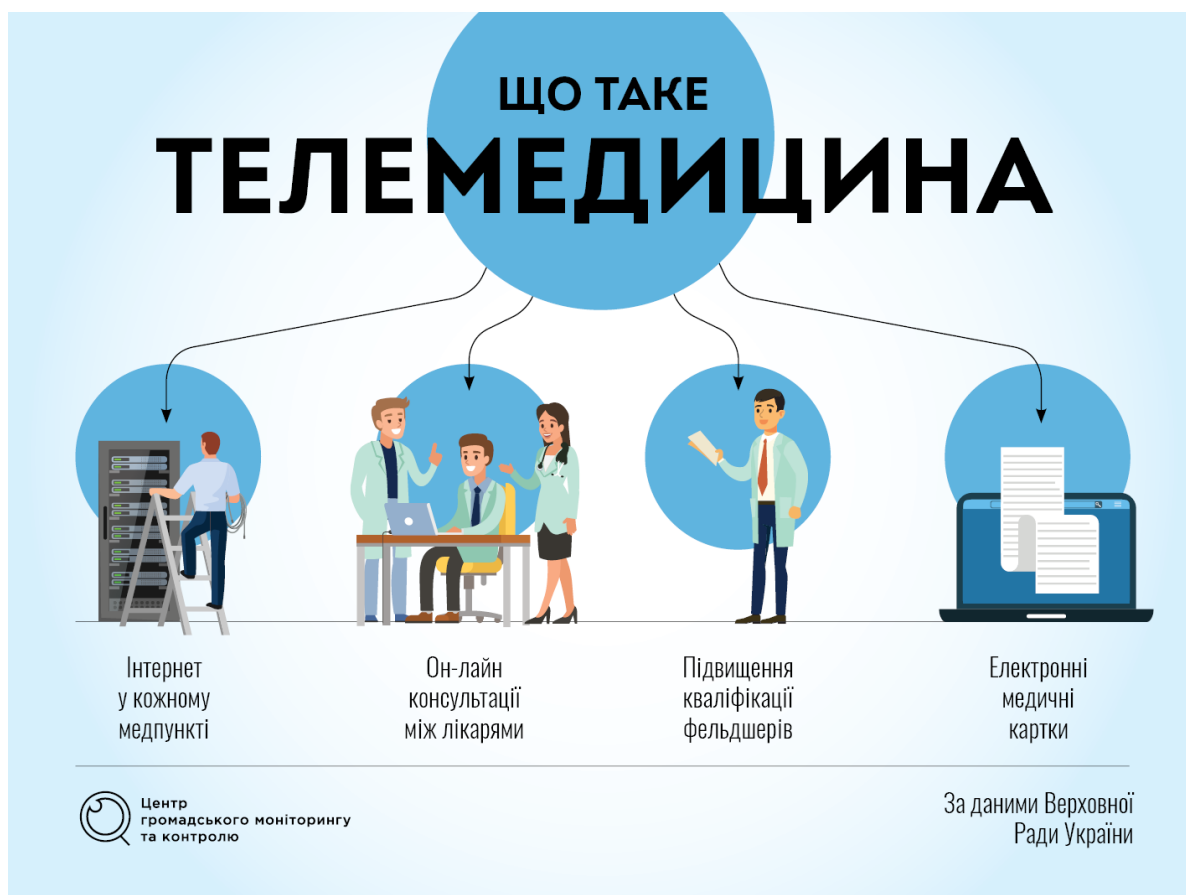 ЩО ТАКЕ
ТЕЛЕМЕДИЦИНА
Інтернет
у кожному
медпункті
Он-лайн
консультації
між лікарями
Підвищення
кваліфікації
фельдшерів
Електронні
медичні
картки
Центр
громадського моніторингу
та контролю
За даними Верховної
Ради України